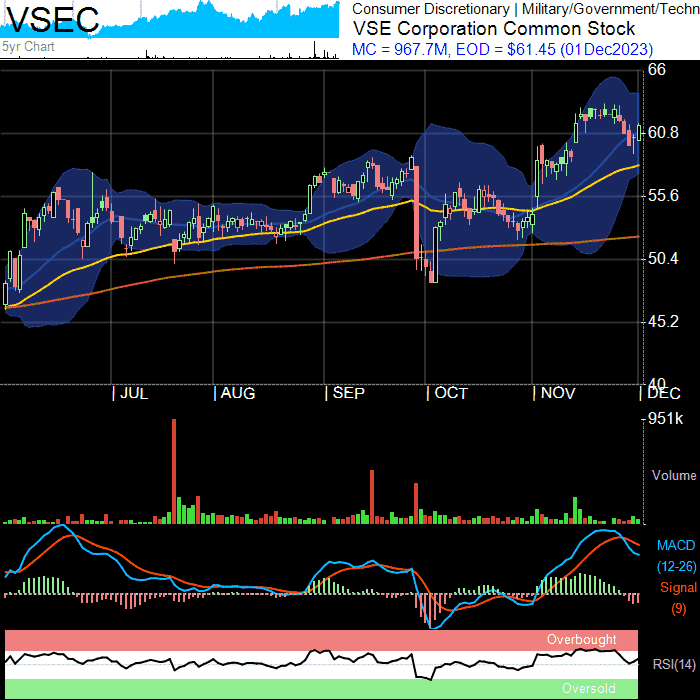 VSEC
5yr Chart
Consumer Discretionary | Military/Government/Techn
VSE Corporation Common Stock
MC = 967.7M, EOD = $61.45 (01Dec2023)
66
60.8
55.6
50.4
45.2
40
| JUL | AUG | SEP | OCT | NOV | DEC
951k
Volume
MACD
(12-26)
Signal
(9)
Overbought
RSI(14)
Oversold